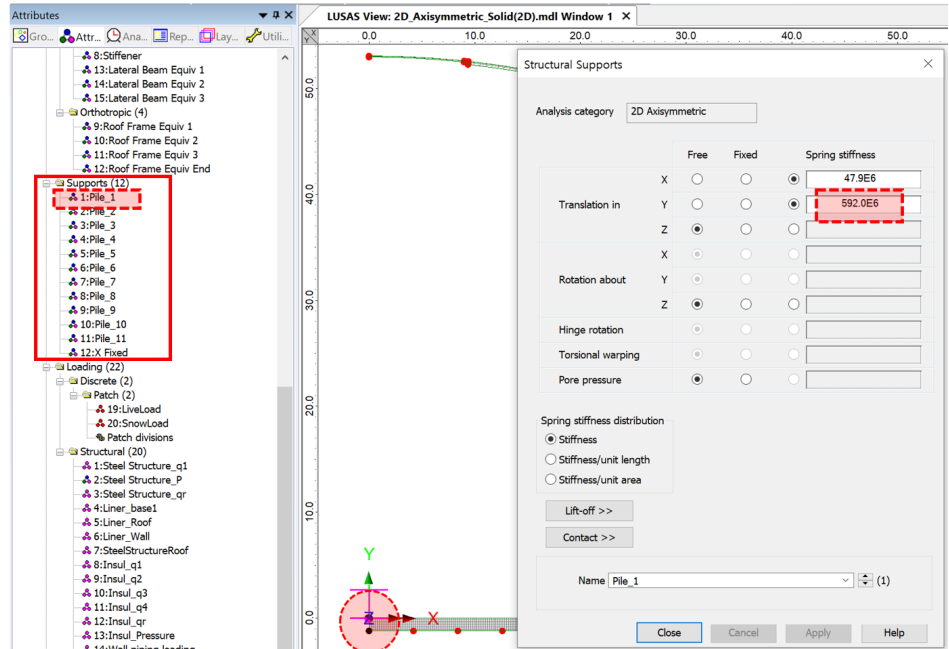 Attributes
Gro... Attr... Ana... Rep... Lay... Utili...
8:Stiffener
13:Lateral Beam Equiv 1
14:Lateral Beam Equiv 2
15:Lateral Beam Equiv 3
Orthotropic (4)
9:Roof Frame Equiv 1
10:Roof Frame Equiv 2
11:Roof Frame Equiv 3
12:Roof Frame Equiv End
Supports (12)
1:Pile_1
2:Pile_2
3:Pile_3
4:Pile_4
5:Pile_5
6:Pile_6
7:Pile_7
8:Pile_8
9:Pile_9
10:Pile_10
11:Pile_11
12:X Fixed
Loading (22)
Discrete (2)
Patch (2)
19:LiveLoad
20:SnowLoad
Patch divisions
Structural (20)
1:Steel Structure_q1
2:Steel Structure_P
3:Steel Structure_qr
4:Liner_base1
5:Liner_Roof
6:Liner_Wall
7:SteelStructureRoof
8:Insul_q1
9:Insul_q2
10:Insul_q3
11:Insul_q4
12:Insul_qr
13:Insul_Pressure
14:Wall piping loading
LUSAS View: 2D_Axisymmetric_Solid(2D).mdl Window 1
X
Y
0.0 10.0 20.0 30.0 40.0 50.0
50.0
40.0
30.0
20.0
10.0
0.0
Y
Z
X
Structural Supports
Analysis category 2D Axisymmetric
Free Fixed Spring stiffness
X 47.9E6
Translation in Y 592.0E6
Z
X
Rotation about Y
Z
Hinge rotation
Torsional warping
Pore pressure
Spring stiffness distribution
Stiffness
Stiffness/unit length
Stiffness/unit area
Lift-off >>
Contact >>
Name Pile_1 (1)
Close Cancel Apply Help